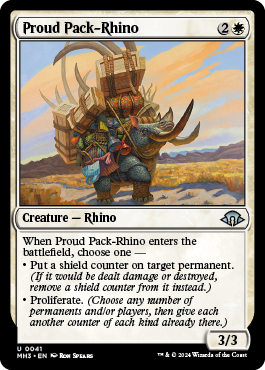 Proud Pack-Rhino 2
Creature — Rhino
When Proud Pack-Rhino enters the
battlefield, choose one —
• Put a shield counter on target permanent.
(If it would be dealt damage or destroyed,
remove a shield counter from it instead.)
• Proliferate. (Choose any number of
permanents and/or players, then give each
another counter of each kind already there.)
3/3
U 0041
MH3 • EN Ron Spears
™ & © 2024 Wizards of the Coast